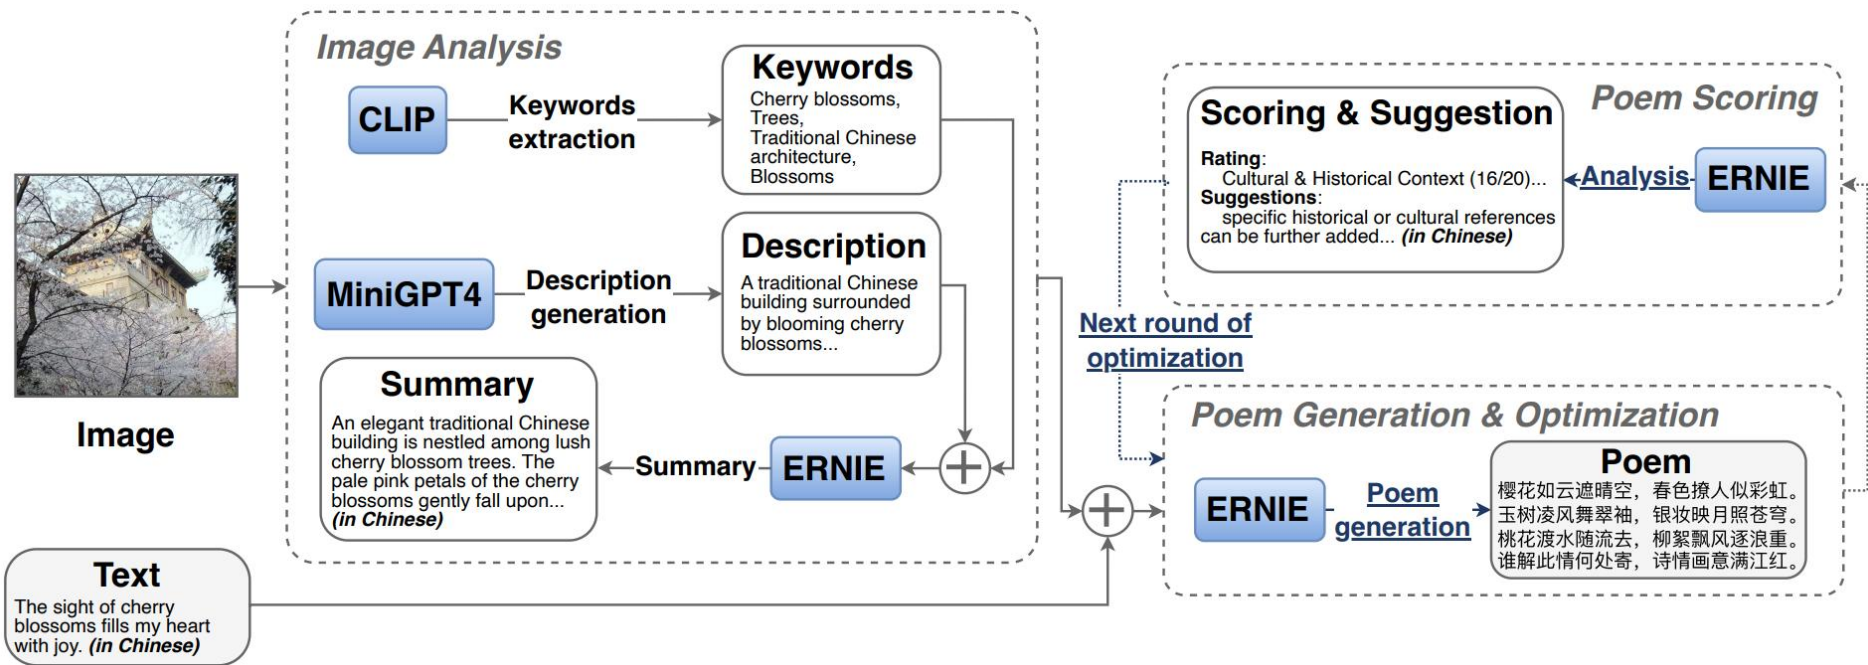 Image Analysis
CLIP
Keywords
extraction
Keywords
Cherry blossoms,
Trees,
Traditional Chinese
architecture,
Blossoms
MiniGPT4
Description
generation
Description
A traditional Chinese
building surrounded
by blooming cherry
blossoms...
Summary
An elegant traditional Chinese
building is nestled among lush
cherry blossom trees. The
pale pink petals of the cherry
blossoms gently fall upon...
(in Chinese)
Summary
ERNIE
Image
Text
The sight of cherry
blossoms fills my heart
with joy. (in Chinese)
Poem Scoring
Scoring & Suggestion
Rating:
Cultural & Historical Context (16/20)...
Suggestions:
specific historical or cultural references
can be further added... (in Chinese)
Analysis
ERNIE
Next round of
optimization
Poem Generation & Optimization
ERNIE
Poem
generation
Poem
樱花如云遮晴空，春色撩人似彩虹。
玉树凌风舞翠袖，银妆映月照苍穹。
桃花渡水随流去，柳絮飘风逐浪重。
谁解此情何处寄，诗情画意满江红。